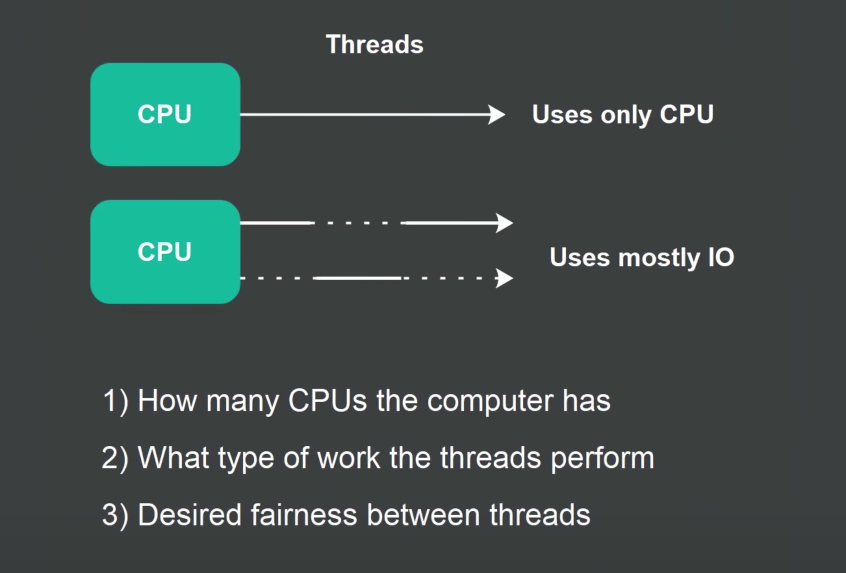 Threads
CPU
Uses only CPU
CPU
Uses mostly IO
1) How many CPUs the computer has
2) What type of work the threads perform
3) Desired fairness between threads